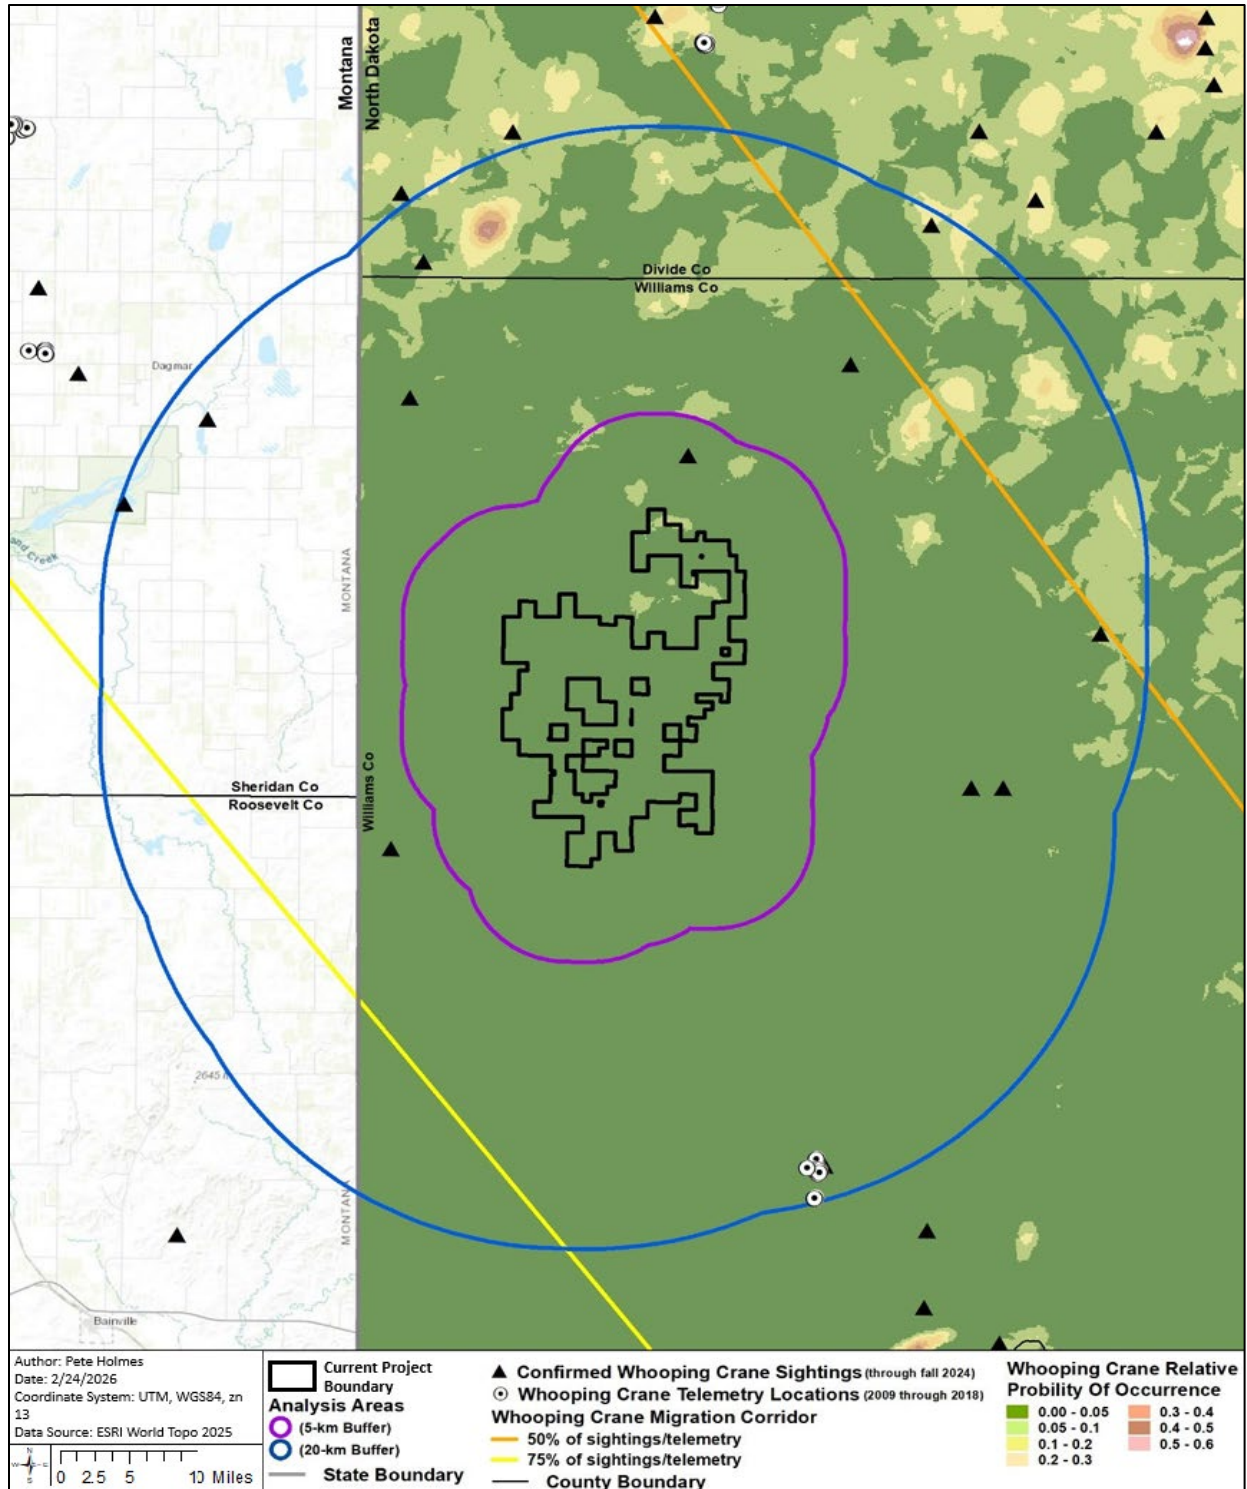 Montana
North Dakota
Divide Co
Williams Co
Dagmar
and Creek
MONTANA
Sheridan Co
Roosevelt Co
Williams Co
MONTANA
Bainville
Author: Pete Holmes
Date: 2/24/2026
Coordinate System: UTM, WGS84, zn
13
Data Source: ESRI World Topo 2025
N
W
E
S
0 2.5 5 10 Miles
Current Project
Boundary
Analysis Areas
(5-km Buffer)
(20-km Buffer)
State Boundary
Confirmed Whooping Crane Sightings (through fall 2024)
Whooping Crane Telemetry Locations (2009 through 2018)
Whooping Crane Migration Corridor
50% of sightings/telemetry
75% of sightings/telemetry
County Boundary
Whooping Crane Relative
Probility Of Occurrence
0.00 - 0.05
0.05 - 0.1
0.1 - 0.2
0.2 - 0.3
0.3 - 0.4
0.4 - 0.5
0.5 - 0.6